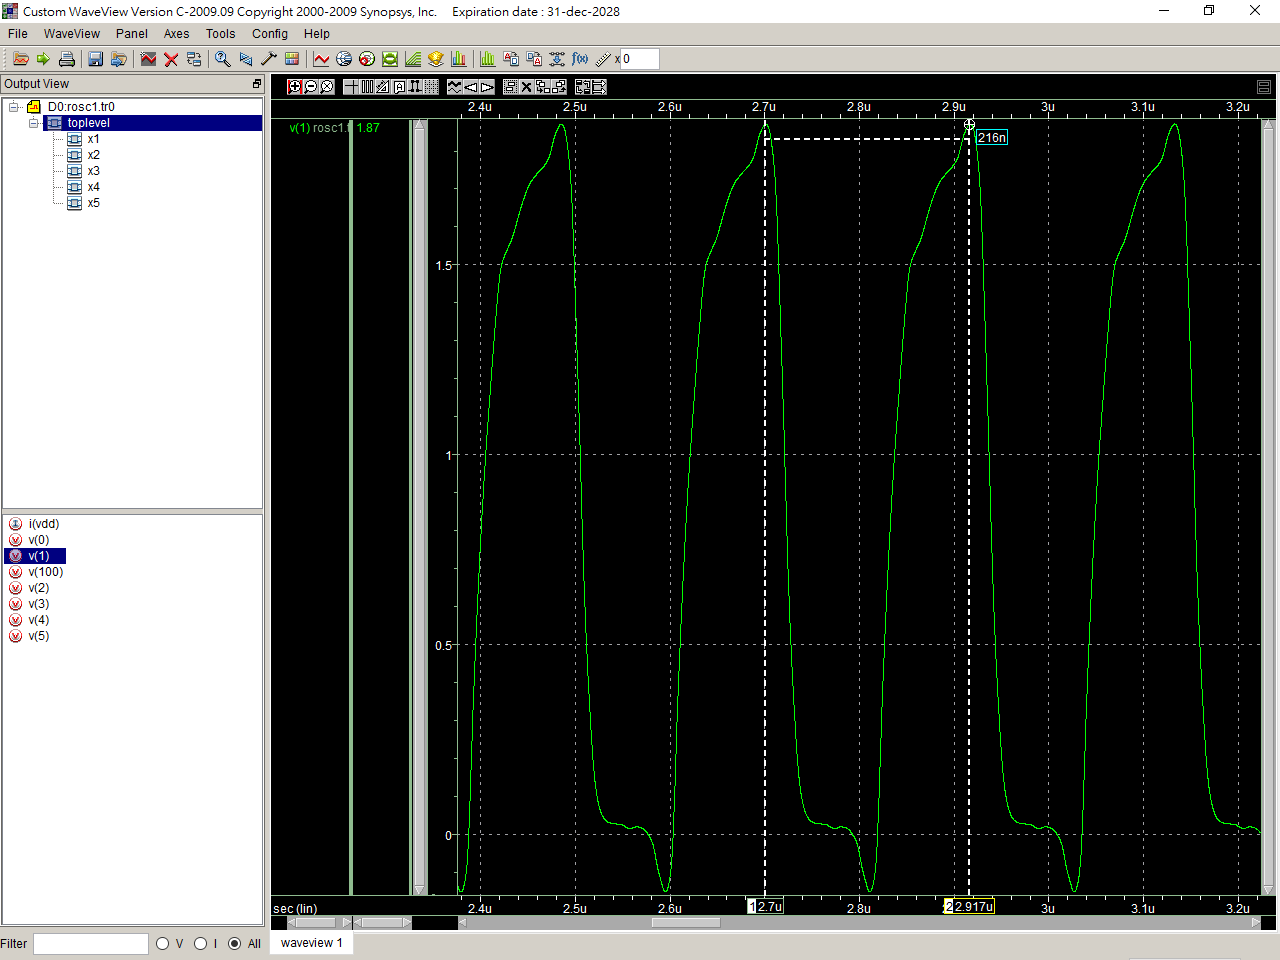 Custom WaveView Version C-2009.09 Copyright 2000-2009 Synopsys, Inc.    Expiration date : 31-dec-2028
File WaveView Panel Axes Tools Config Help
x 0
Output View
D0:rosc1.tr0
toplevel
x1
x2
x3
x4
x5
i(vdd)
v(0)
v(1)
v(100)
v(2)
v(3)
v(4)
v(5)
Filter V I All
2.4u 2.5u 2.6u 2.7u 2.8u 2.9u 3u 3.1u 3.2u
v(1) rosc1.t 1.87
216n
1.5
1
0.5
0
sec (lin) 2.4u 2.5u 2.6u 1 2.7u 2.8u 2 2.917u 3u 3.1u 3.2u
waveview 1